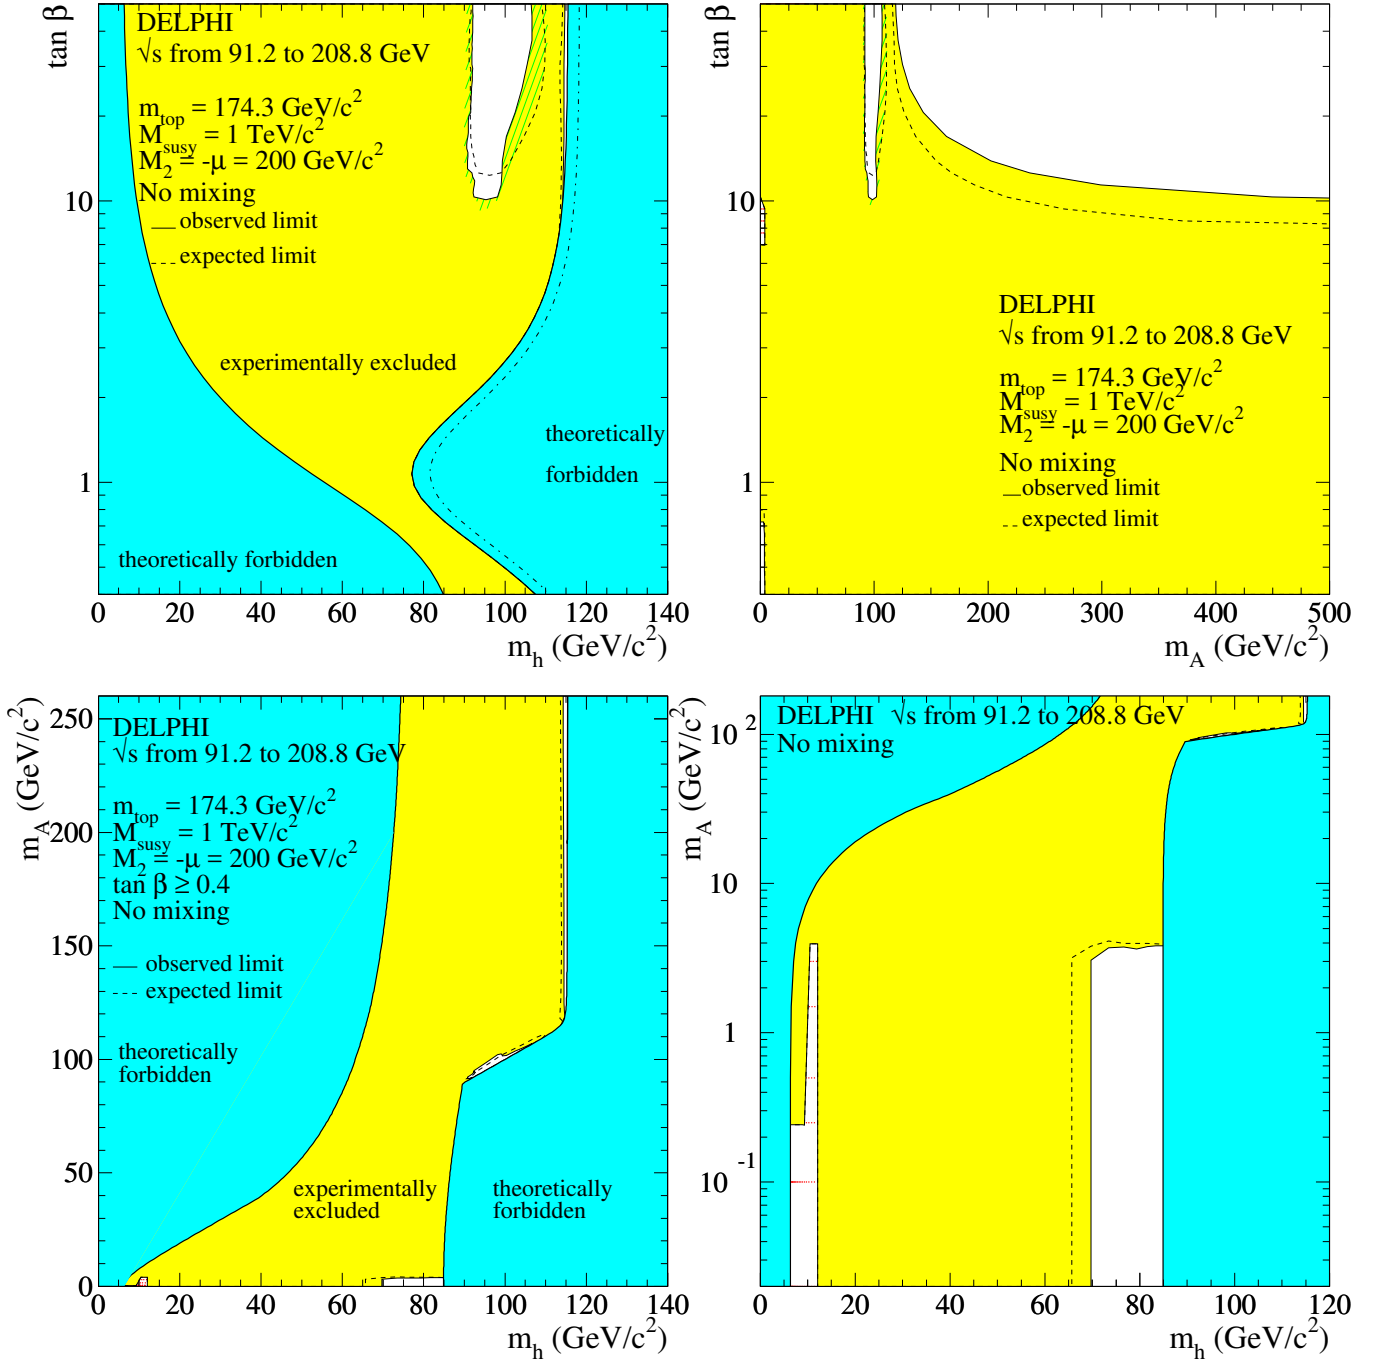 tan β
DELPHI
√s from 91.2 to 208.8 GeV
m_top = 174.3 GeV/c²
M_susy = 1 TeV/c²
M_2 = -μ = 200 GeV/c²
No mixing
observed limit
expected limit
experimentally excluded
theoretically
forbidden
theoretically forbidden
10
1
0 20 40 60 80 100 120 140
m_h (GeV/c²)
tan β
10
1
DELPHI
√s from 91.2 to 208.8 GeV
m_top = 174.3 GeV/c²
M_susy = 1 TeV/c²
M_2 = -μ = 200 GeV/c²
No mixing
observed limit
expected limit
0 100 200 300 400 500
m_A (GeV/c²)
m_A (GeV/c²)
250
200
150
100
50
0
DELPHI
√s from 91.2 to 208.8 GeV
m_top = 174.3 GeV/c²
M_susy = 1 TeV/c²
M_2 = -μ = 200 GeV/c²
tan β ≥ 0.4
No mixing
observed limit
expected limit
theoretically
forbidden
experimentally
excluded
theoretically
forbidden
0 20 40 60 80 100 120 140
m_h (GeV/c²)
m_A (GeV/c²)
DELPHI √s from 91.2 to 208.8 GeV
No mixing
10²
10
1
10⁻¹
0 20 40 60 80 100 120
m_h (GeV/c²)